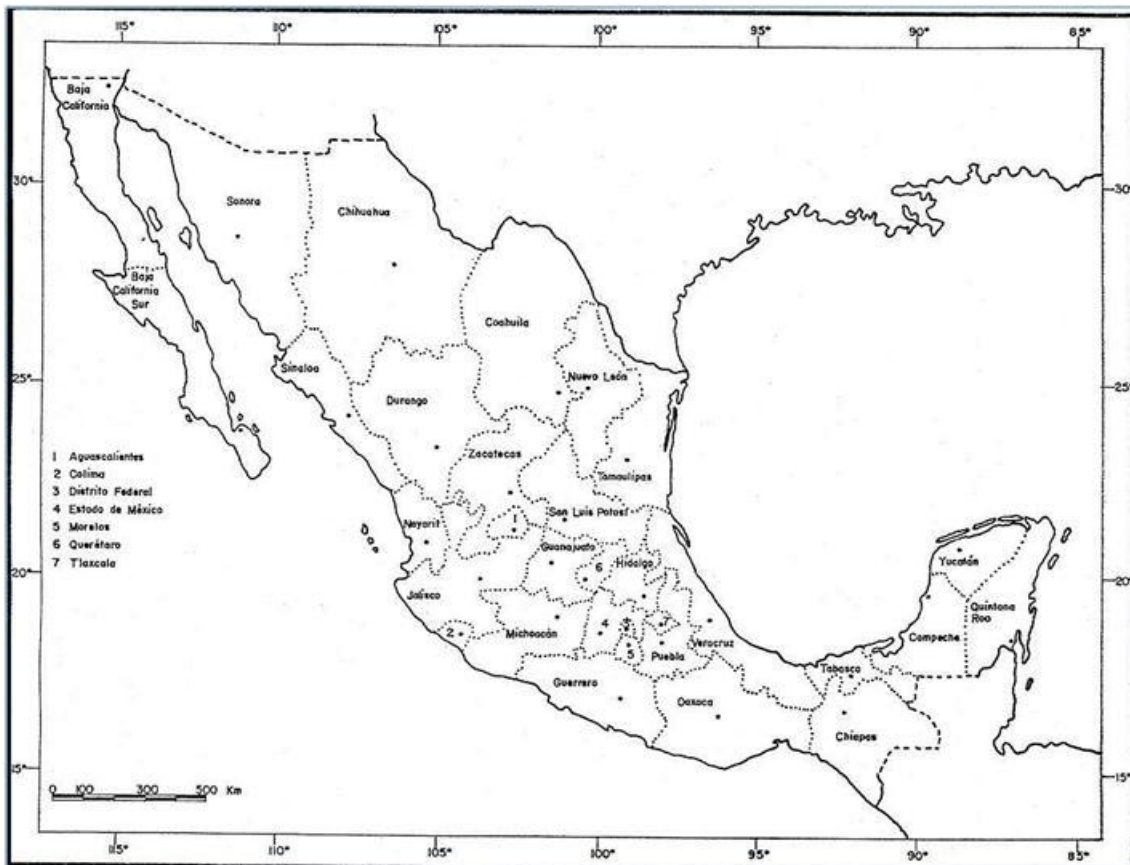 115°
110°
105°
100°
95°
90°
85°
Baja
California
30°
30°
Sonora
Chihuahua
Baja
California
Sur
Coahuila
Sinaloa
Nuevo León
25°
25°
Durango
Zacatecas
Tamaulipas
1 Aguascalientes
2 Colima
3 Distrito Federal
4 Estado de México
5 Morelos
6 Querétaro
7 Tlaxcala
Nayarit
1
San Luis Potosí
Guanajuato
6
Hidalgo
Yucatán
20°
20°
Jalisco
Quintana
Roo
2
Michoacán
4
3
7
5
Puebla
Veracruz
Campeche
Tabasco
Guerrero
Oaxaca
Chiapas
15°
15°
0 100 300 500 Km
115°
110°
105°
100°
95°
90°
85°